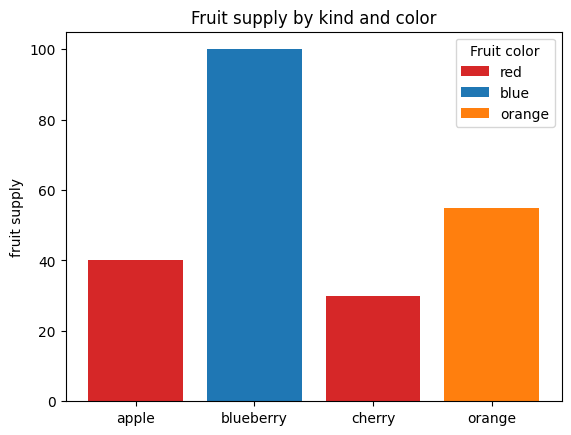 Fruit supply by kind and color
Fruit color
red
blue
orange
fruit supply
100
80
60
40
20
0
apple
blueberry
cherry
orange